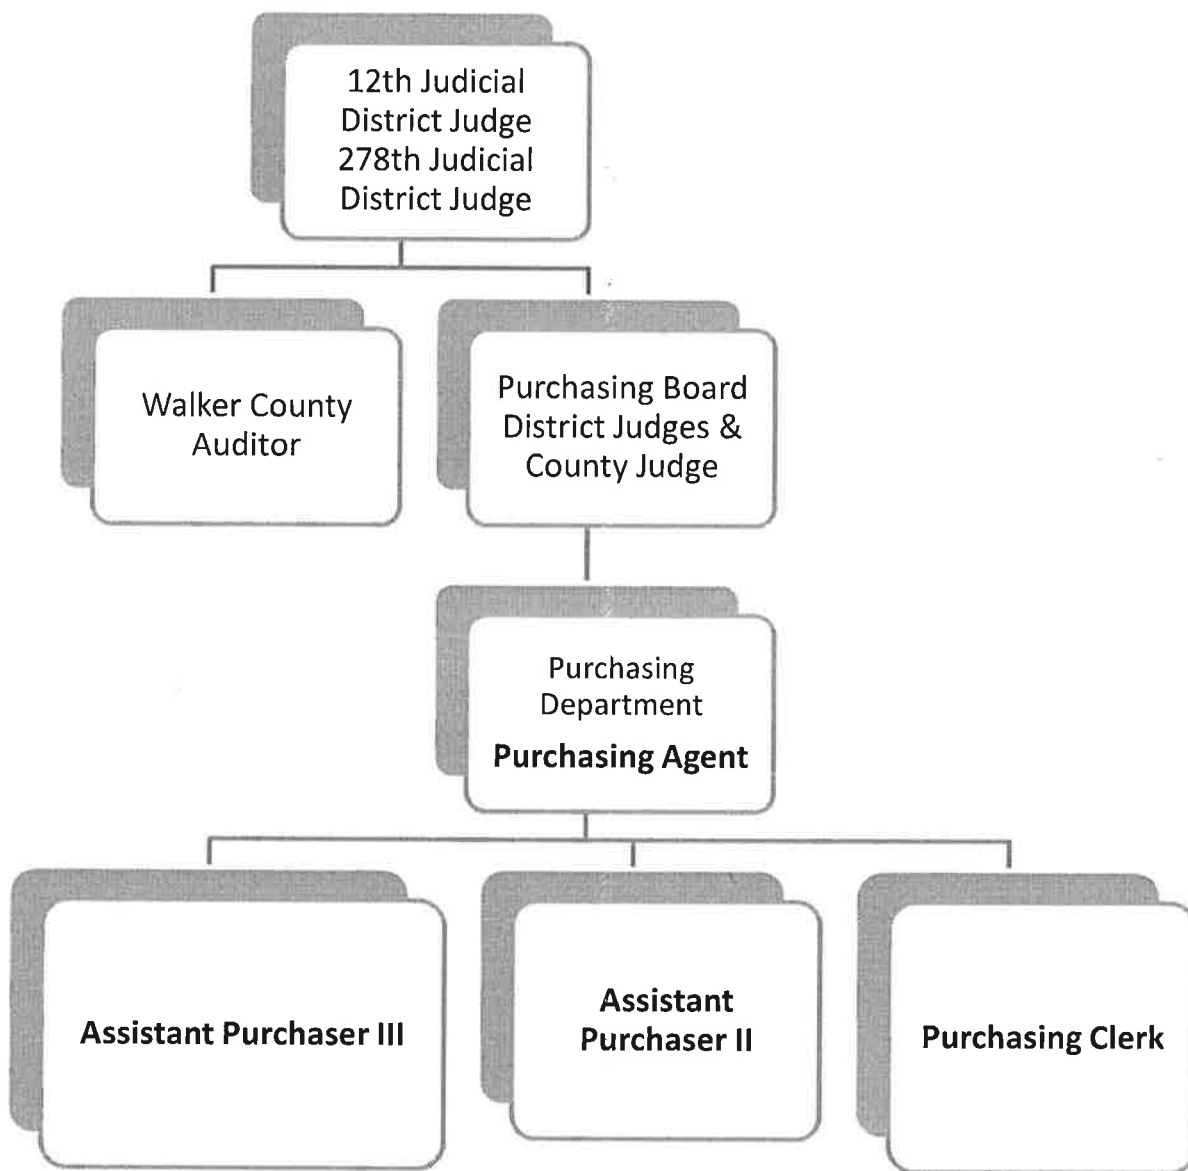 12th Judicial
District Judge
278th Judicial
District Judge
Walker County
Auditor
Purchasing Board
District Judges &
County Judge
Purchasing
Department
Purchasing Agent
Assistant Purchaser III
Assistant
Purchaser II
Purchasing Clerk